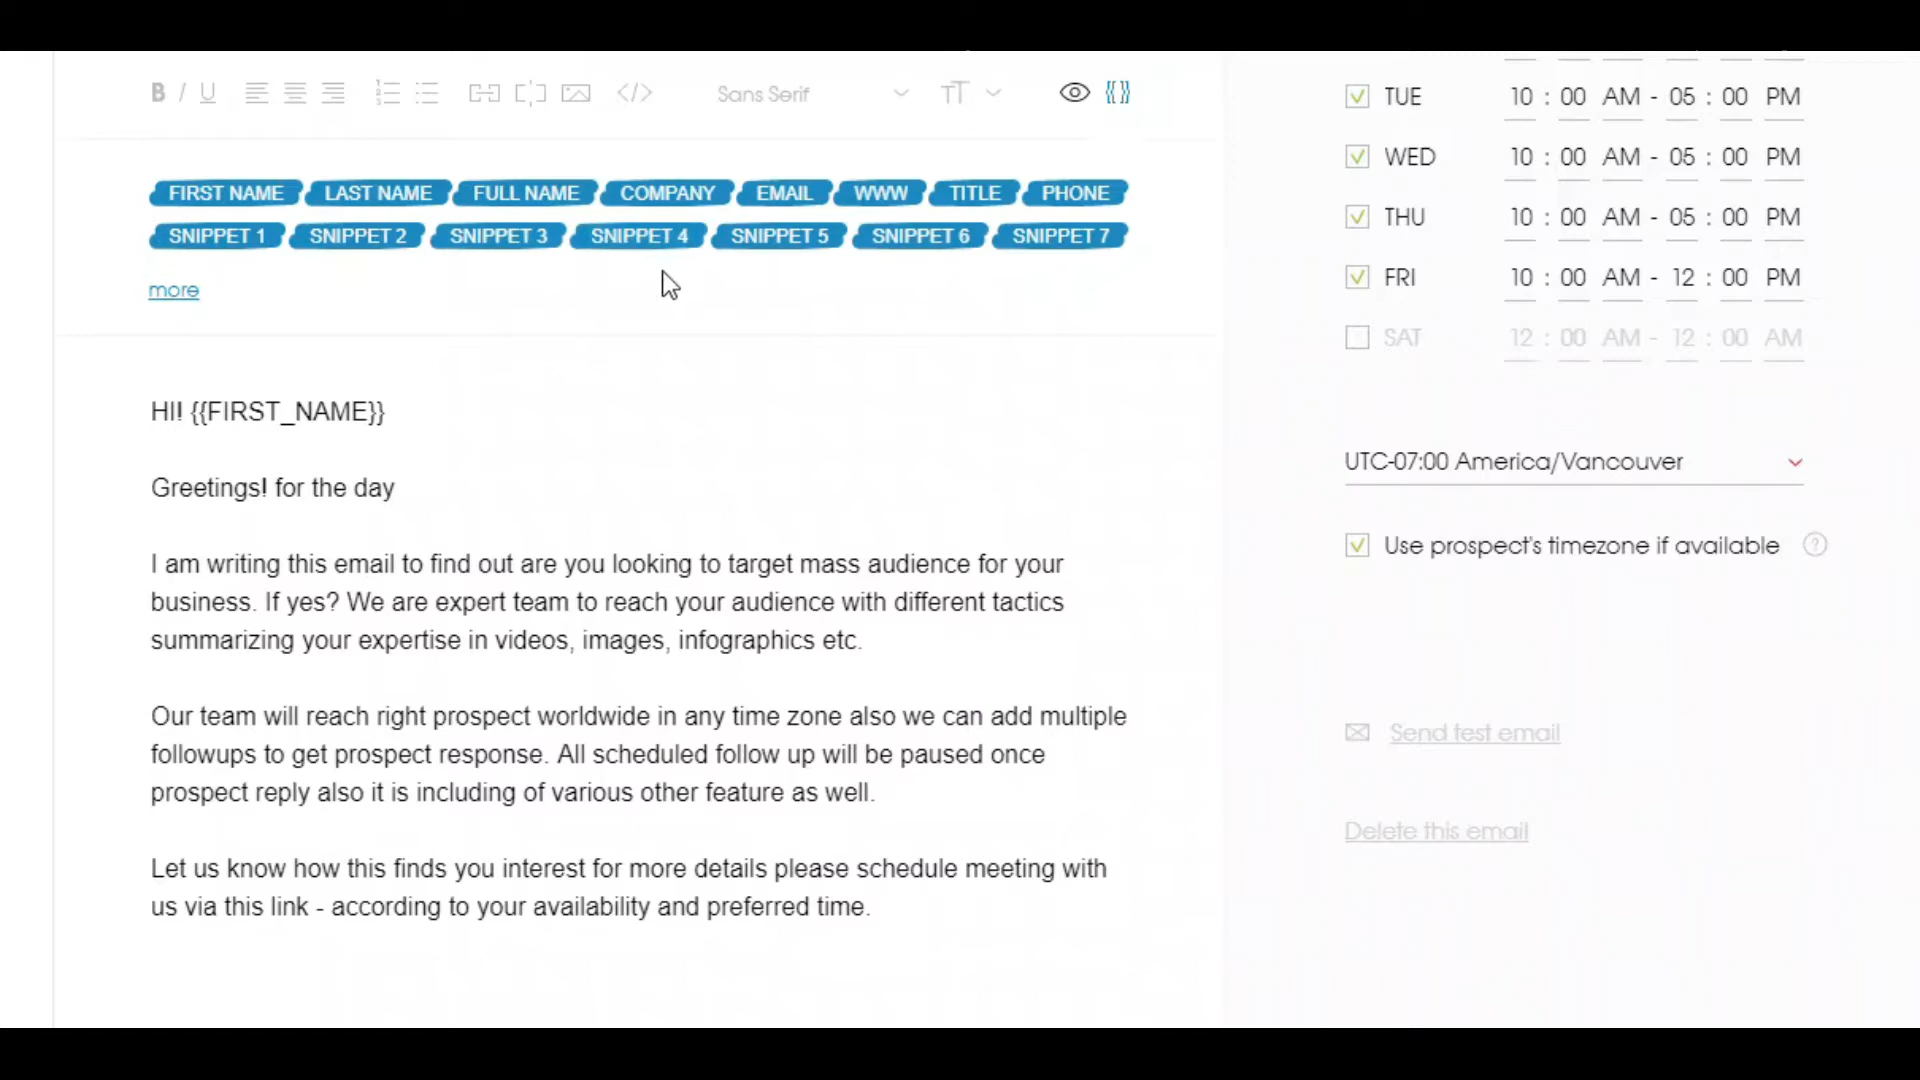 B / U Sans Serif TT {{}}
FIRST NAME LAST NAME FULL NAME COMPANY EMAIL WWW TITLE PHONE
SNIPPET 1 SNIPPET 2 SNIPPET 3 SNIPPET 4 SNIPPET 5 SNIPPET 6 SNIPPET 7
more
HI! {{FIRST_NAME}}
Greetings! for the day
I am writing this email to find out are you looking to target mass audience for your
business. If yes? We are expert team to reach your audience with different tactics
summarizing your expertise in videos, images, infographics etc.
Our team will reach right prospect worldwide in any time zone also we can add multiple
followups to get prospect response. All scheduled follow up will be paused once
prospect reply also it is including of various other feature as well.
Let us know how this finds you interest for more details please schedule meeting with
us via this link - according to your availability and preferred time.
TUE 10 : 00 AM - 05 : 00 PM
WED 10 : 00 AM - 05 : 00 PM
THU 10 : 00 AM - 05 : 00 PM
FRI 10 : 00 AM - 12 : 00 PM
SAT 12 : 00 AM - 12 : 00 AM
UTC-07:00 America/Vancouver
Use prospect's timezone if available ?
Send test email
Delete this email